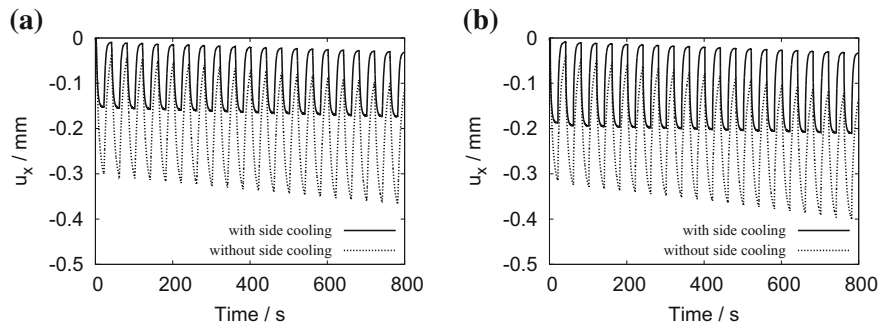 (a)
0
-0.1
-0.2
-0.3
-0.4
-0.5
u_x / mm
with side cooling
without side cooling
0 200 400 600 800
Time / s
(b)
0
-0.1
-0.2
-0.3
-0.4
-0.5
u_x / mm
with side cooling
without side cooling
0 200 400 600 800
Time / s